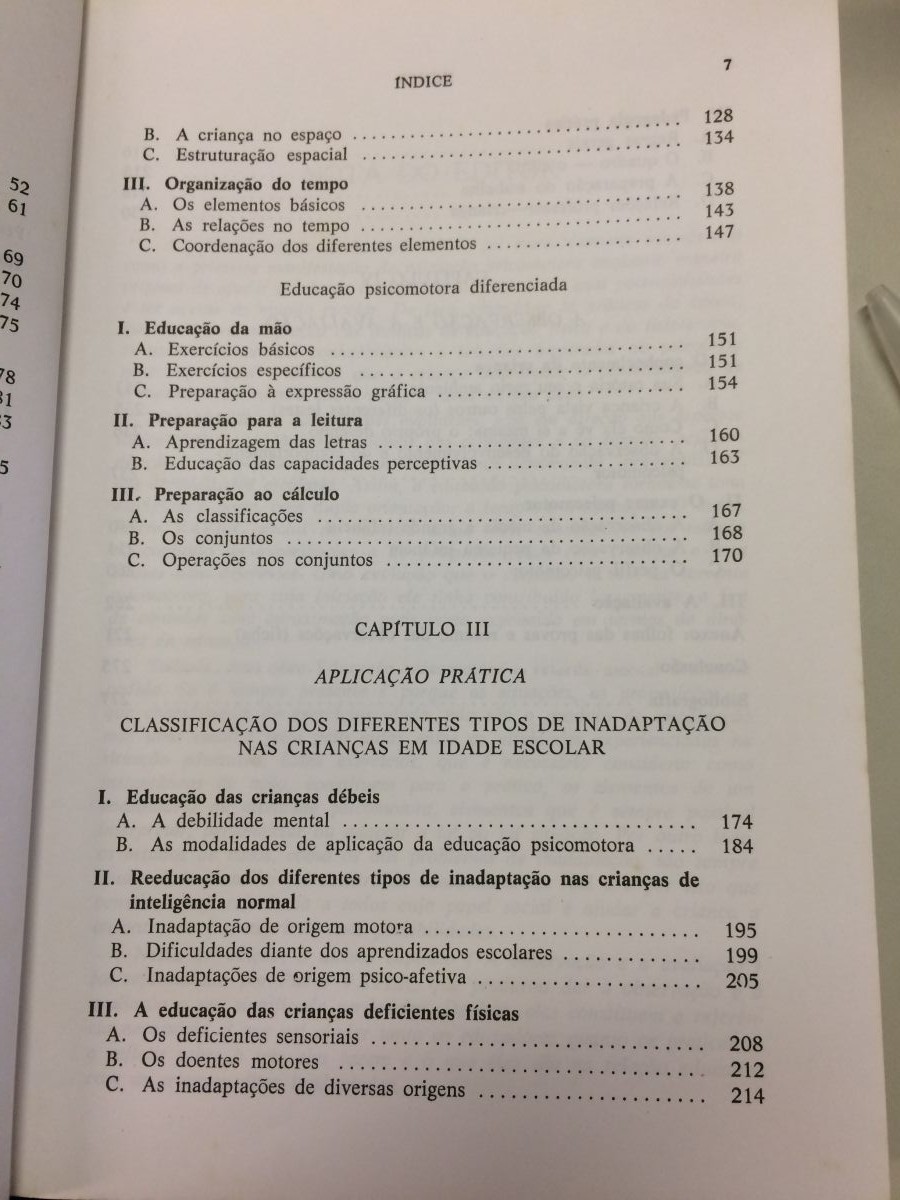 52
61
69
70
74
75
78
81
83
5
7
ÍNDICE
B. A criança no espaço ........................................ 128
C. Estruturação espacial ....................................... 134
III. Organização do tempo
A. Os elementos básicos ....................................... 138
B. As relações no tempo ....................................... 143
C. Coordenação dos diferentes elementos ........................ 147
Educação psicomotora diferenciada
I. Educação da mão
A. Exercícios básicos ........................................ 151
B. Exercícios específicos ..................................... 151
C. Preparação à expressão gráfica .............................. 154
II. Preparação para a leitura
A. Aprendizagem das letras .................................... 160
B. Educação das capacidades perceptivas ........................ 163
III. Preparação ao cálculo
A. As classificações ......................................... 167
B. Os conjuntos ............................................. 168
C. Operações nos conjuntos .................................... 170
CAPÍTULO III
APLICAÇÃO PRÁTICA
CLASSIFICAÇÃO DOS DIFERENTES TIPOS DE INADAPTAÇÃO
NAS CRIANÇAS EM IDADE ESCOLAR
I. Educação das crianças débeis
A. A debilidade mental ........................................ 174
B. As modalidades de aplicação da educação psicomotora ..... 184
II. Reeducação dos diferentes tipos de inadaptação nas crianças de
inteligência normal
A. Inadaptação de origem motora ............................... 195
B. Dificuldades diante dos aprendizados escolares ............. 199
C. Inadaptações de origem psico-afetiva ....................... 205
III. A educação das crianças deficientes físicas
A. Os deficientes sensoriais .................................. 208
B. Os doentes motores ........................................ 212
C. As inadaptações de diversas origens ........................ 214